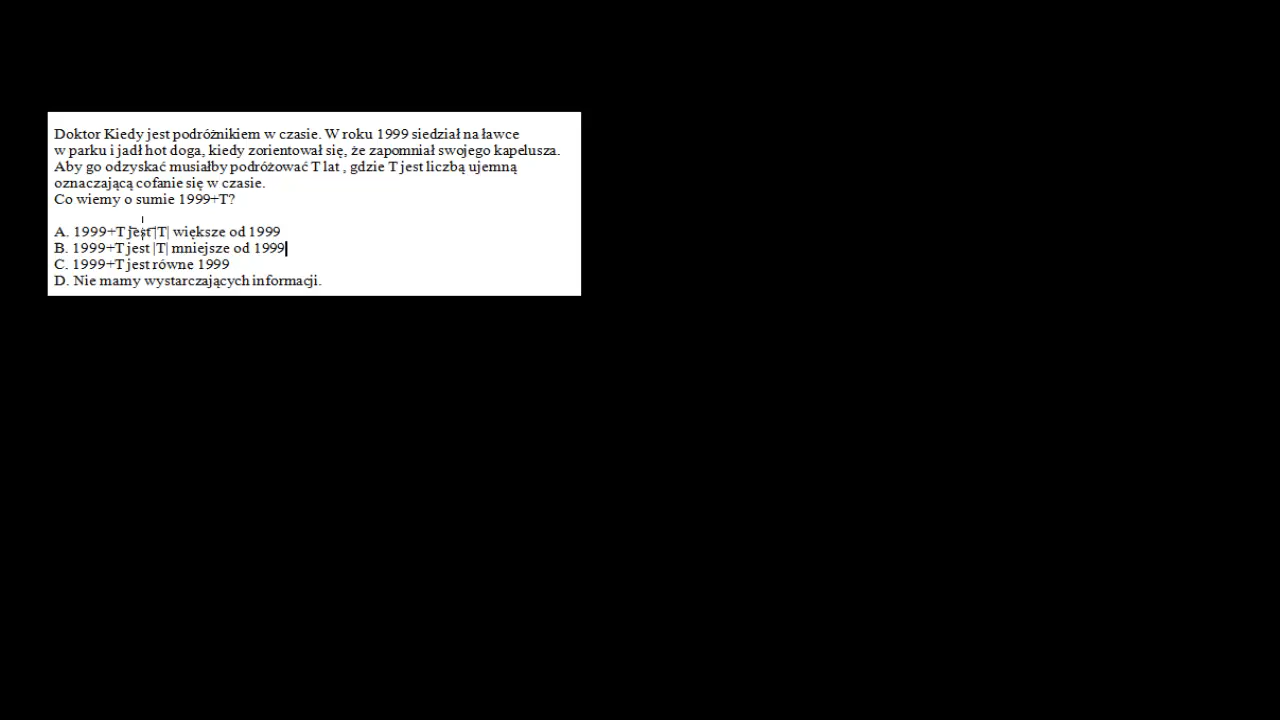 Doktor Kiedy jest podróżnikiem w czasie. W roku 1999 siedział na ławce
w parku i jadł hot doga, kiedy zorientował się, że zapomniał swojego kapelusza.
Aby go odzyskać musiałby podróżować T lat , gdzie T jest liczbą ujemną
oznaczającą cofanie się w czasie.
Co wiemy o sumie 1999+T?
A. 1999+T jest |T| większe od 1999
B. 1999+T jest |T| mniejsze od 1999
C. 1999+T jest równe 1999
D. Nie mamy wystarczających informacji.